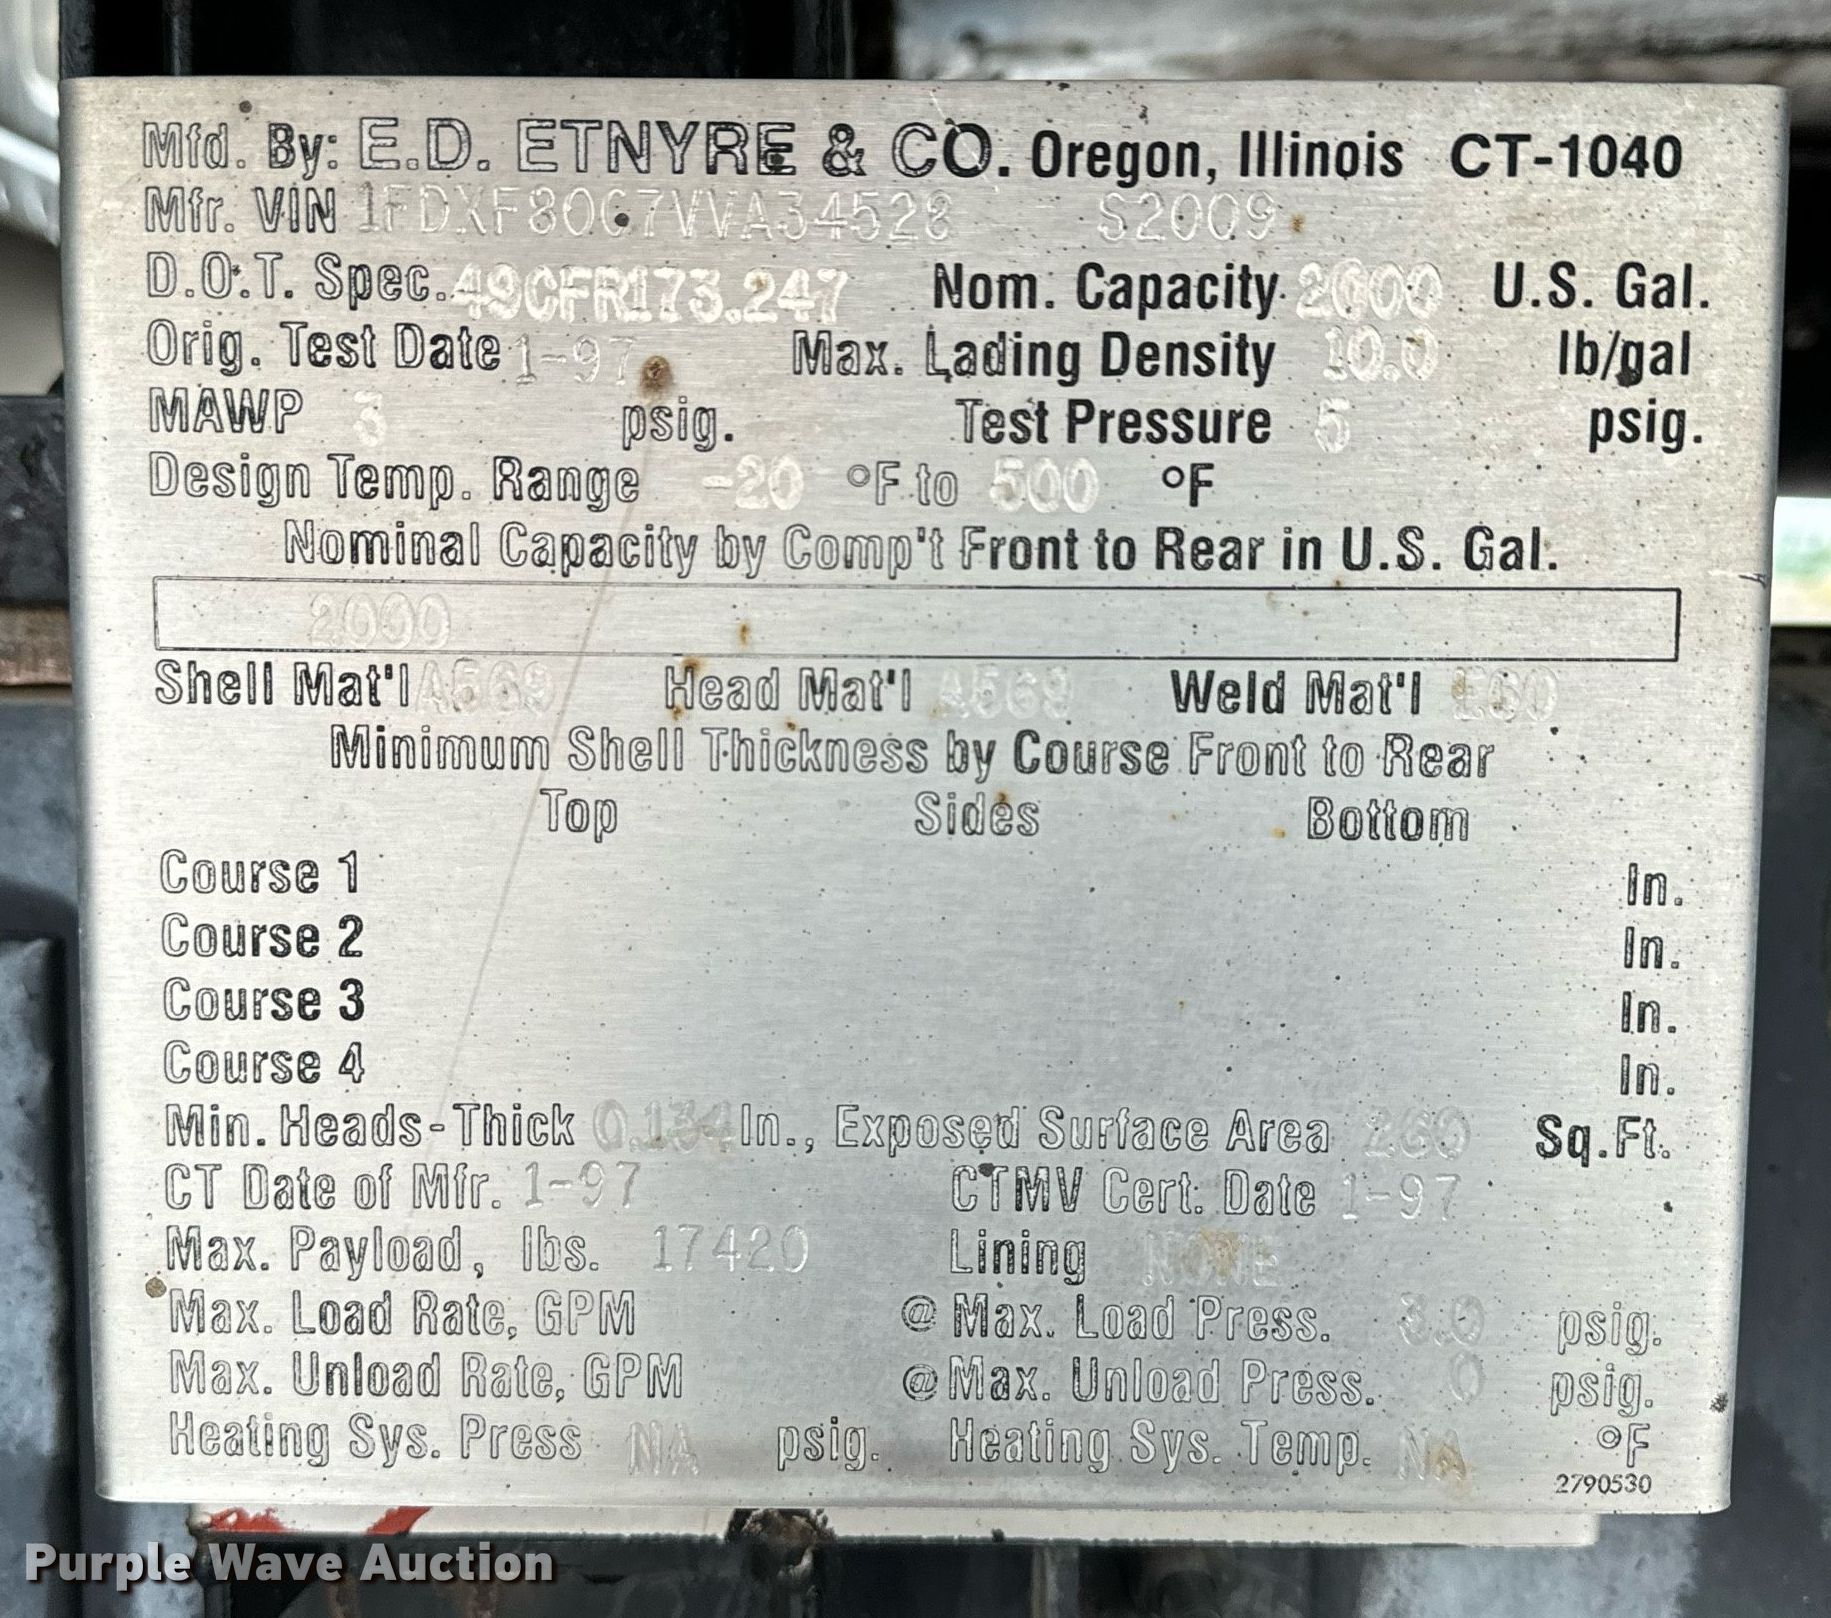 Mfd. By: E.D. ETNYRE & CO. Oregon, Illinois CT-1040
Mfr. VIN 1FDXF80C7VVA34528 S2009
D.O.T. Spec. 49CFR173.247 Nom. Capacity 2000 U.S. Gal.
Orig. Test Date 1-97 Max. Lading Density 10.0 lb/gal
MAWP 3 psig. Test Pressure 5 psig.
Design Temp. Range -20 °F to 500 °F
Nominal Capacity by Comp't Front to Rear in U.S. Gal.
2000
Shell Mat'l A569 Head Mat'l A569 Weld Mat'l E60
Minimum Shell Thickness by Course Front to Rear
Top Sides Bottom
Course 1 In.
Course 2 In.
Course 3 In.
Course 4 In.
Min. Heads-Thick 0.134 In., Exposed Surface Area 260 Sq.Ft.
CT Date of Mfr. 1-97 CTMV Cert. Date 1-97
Max. Payload, lbs. 17420 Lining NONE
Max. Load Rate, GPM @ Max. Load Press. 3.0 psig.
Max. Unload Rate, GPM @ Max. Unload Press. 0 psig.
Heating Sys. Press NA psig. Heating Sys. Temp. NA °F
2790530
Purple Wave Auction